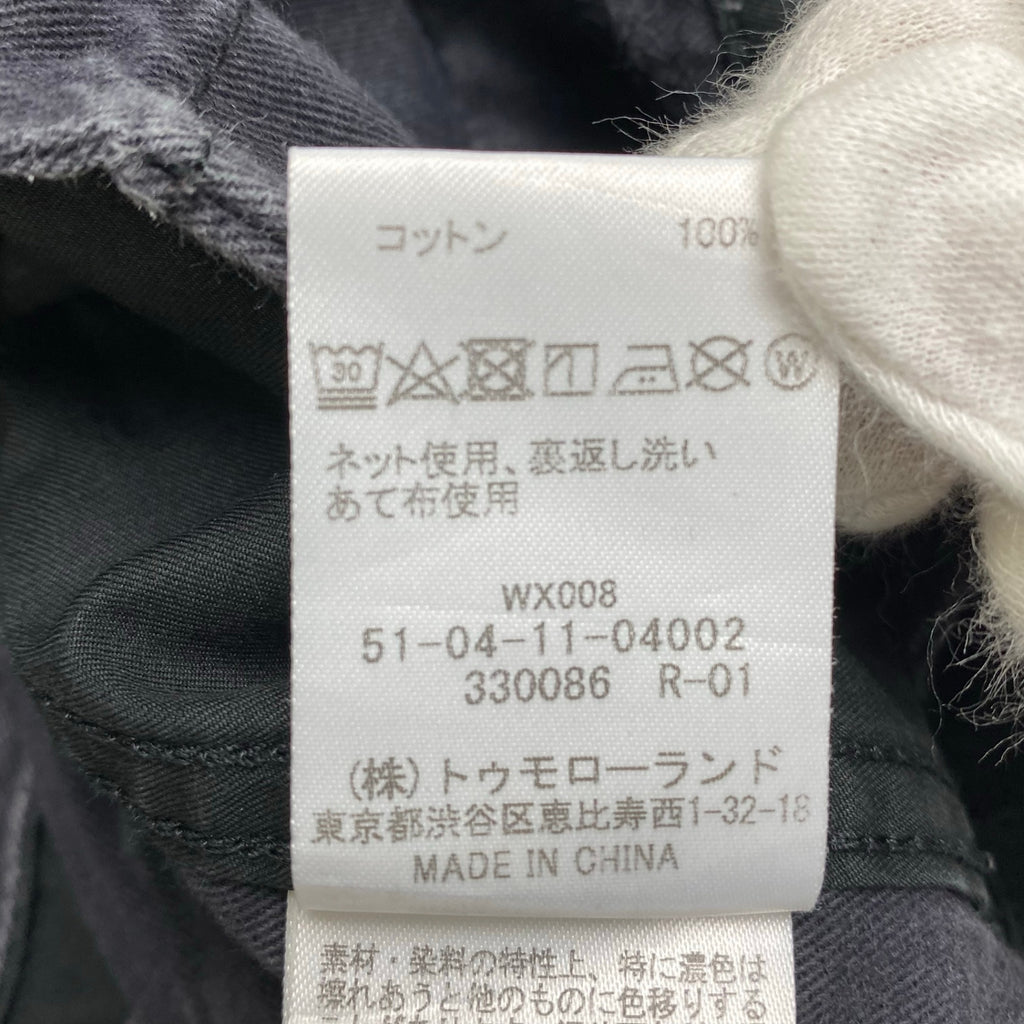 コットン 100%
30 W
ネット使用、裏返し洗い
あて布使用
WX008
51-04-11-04002
330086 R-01
(株)トゥモローランド
東京都渋谷区恵比寿西1-32-18
MADE IN CHINA
素材・染料の特性上、特に濃色は
擦れあうと他のものに色移りする